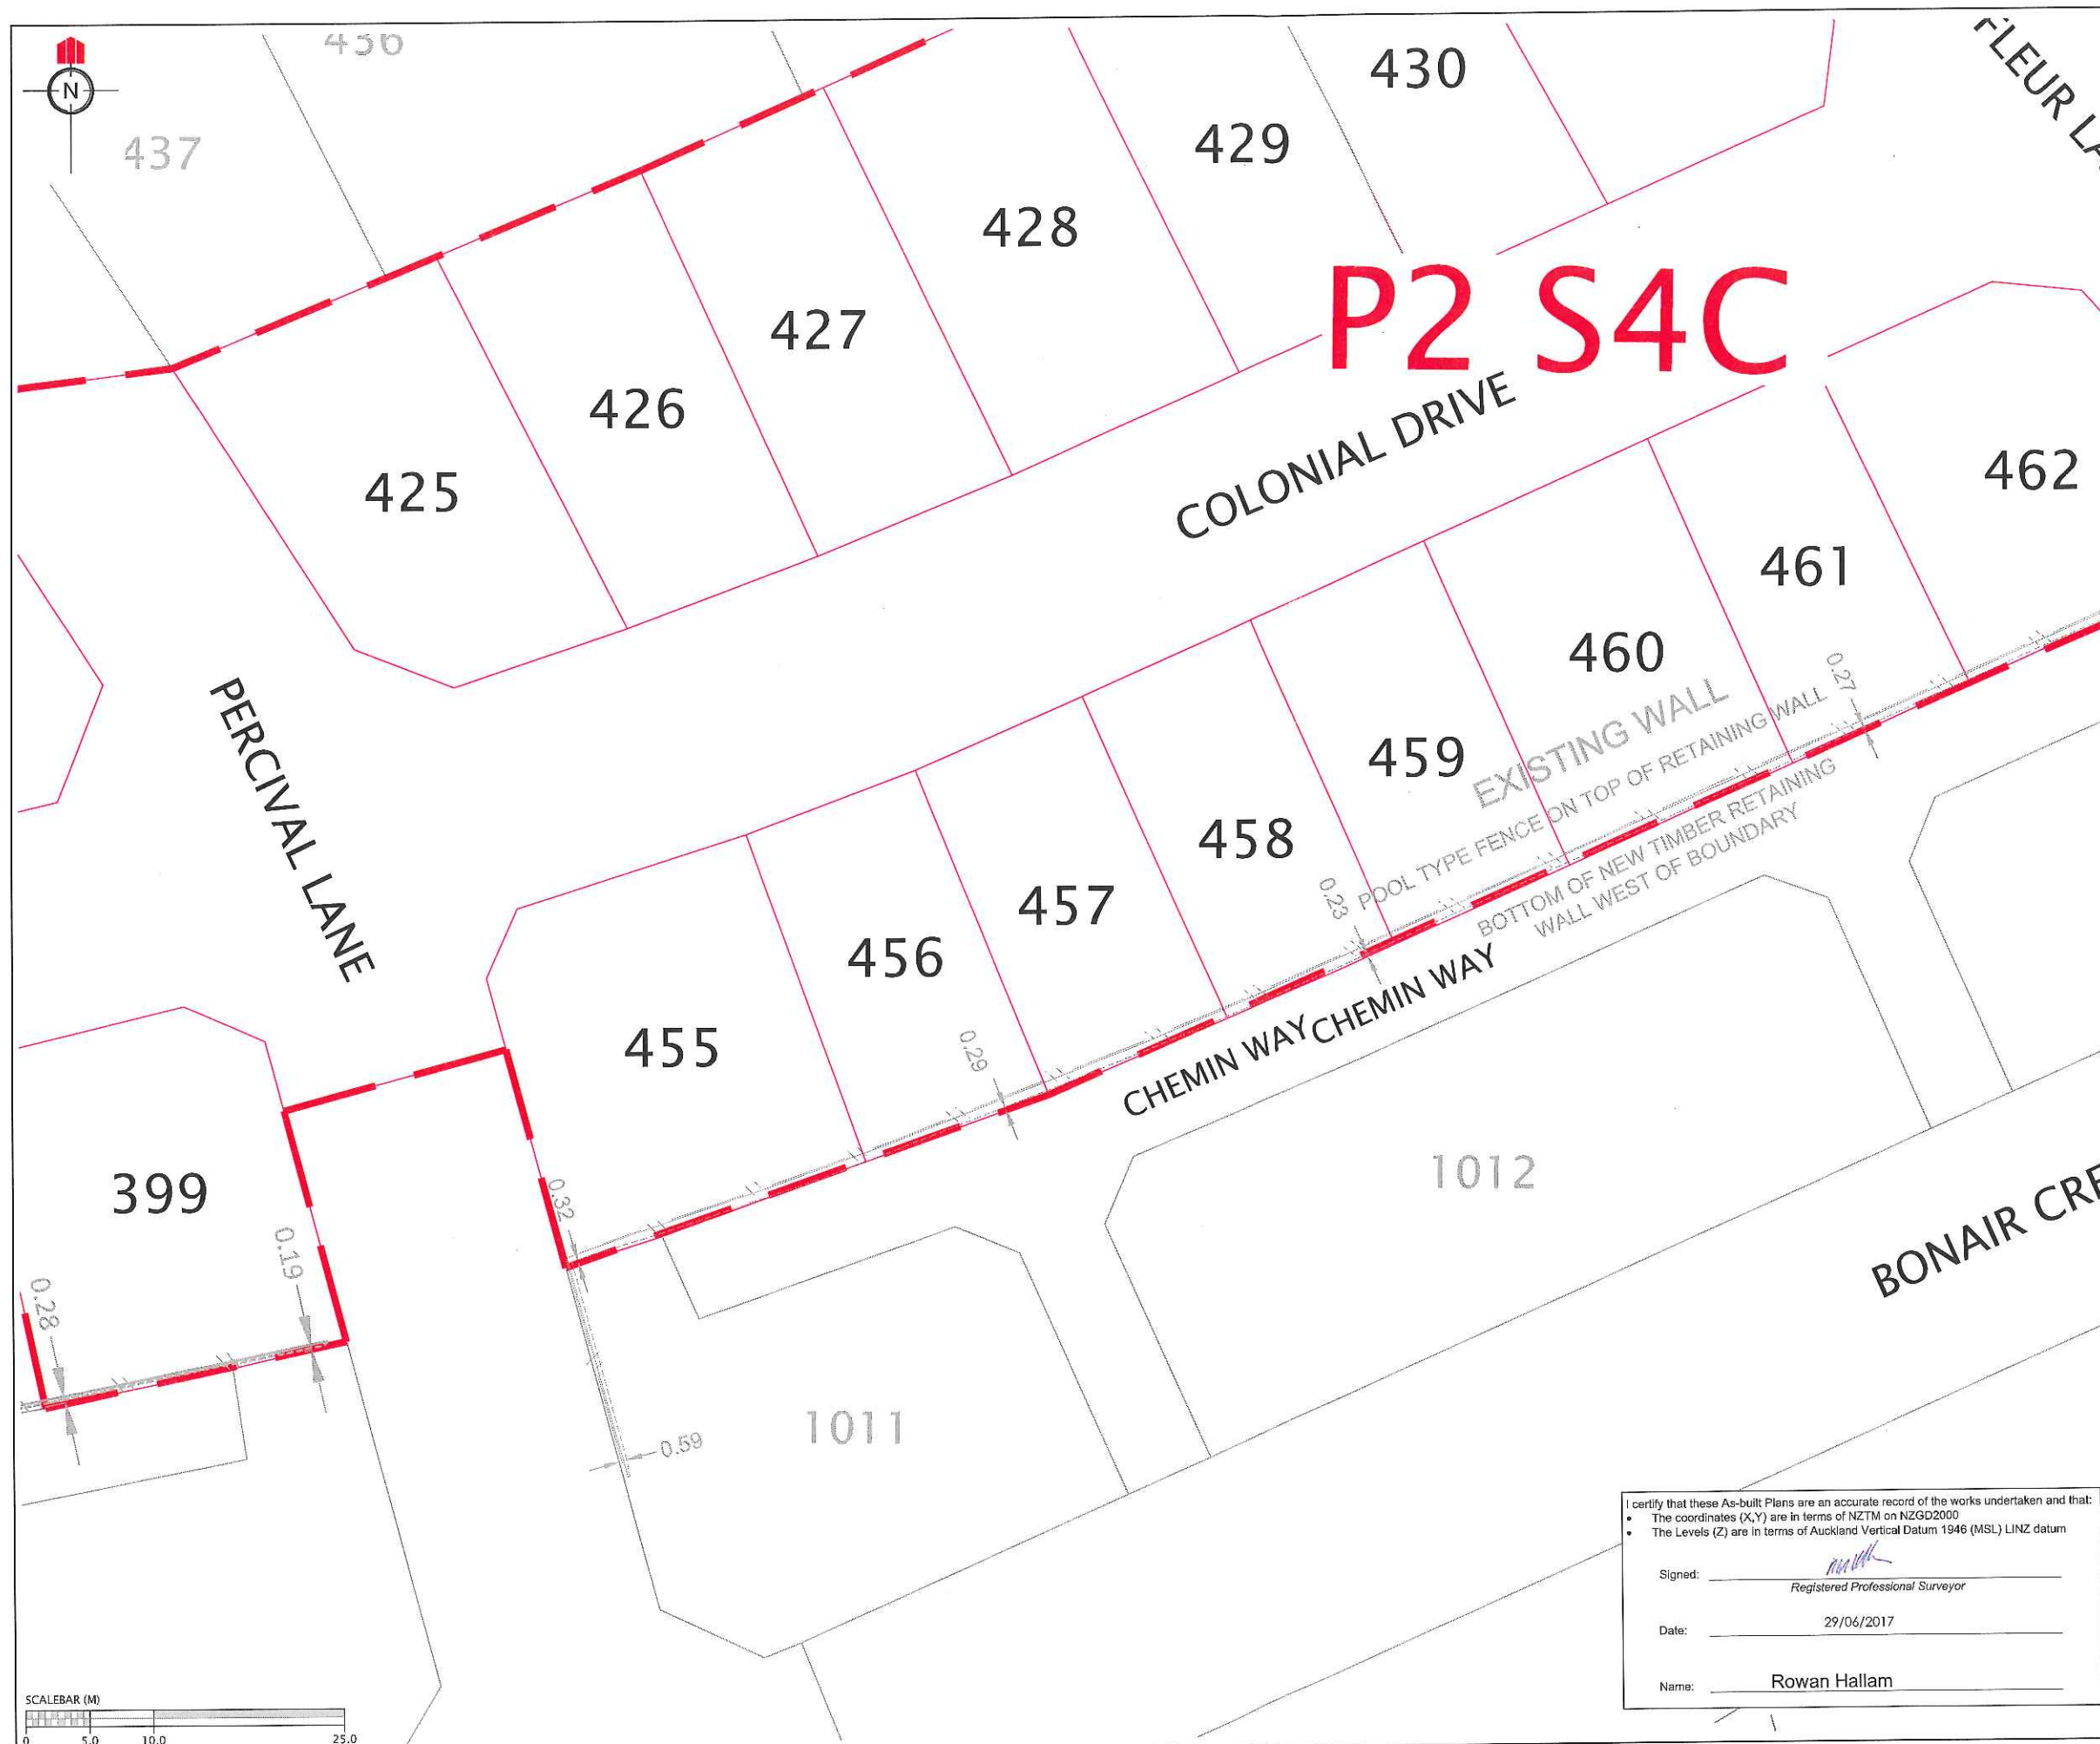 N
436
437
430
429
428
427
426
425
FLEUR
P2 S4C
COLONIAL DRIVE
462
461
460
459
458
457
456
455
399
PERCIVAL LANE
EXISTING WALL
POOL TYPE FENCE ON TOP OF RETAINING WALL
BOTTOM OF NEW TIMBER RETAINING
WALL WEST OF BOUNDARY
0.27
0.23
0.29
0.32
0.19
0.28
0.59
CHEMIN WAY
CHEMIN WAY
1012
1011
BONAIR CRE
I certify that these As-built Plans are an accurate record of the works undertaken and that:
• The coordinates (X,Y) are in terms of NZTM on NZGD2000
• The Levels (Z) are in terms of Auckland Vertical Datum 1946 (MSL) LINZ datum
Signed:
Registered Professional Surveyor
Date: 29/06/2017
Name: Rowan Hallam
SCALEBAR (M)
0 5.0 10.0 25.0